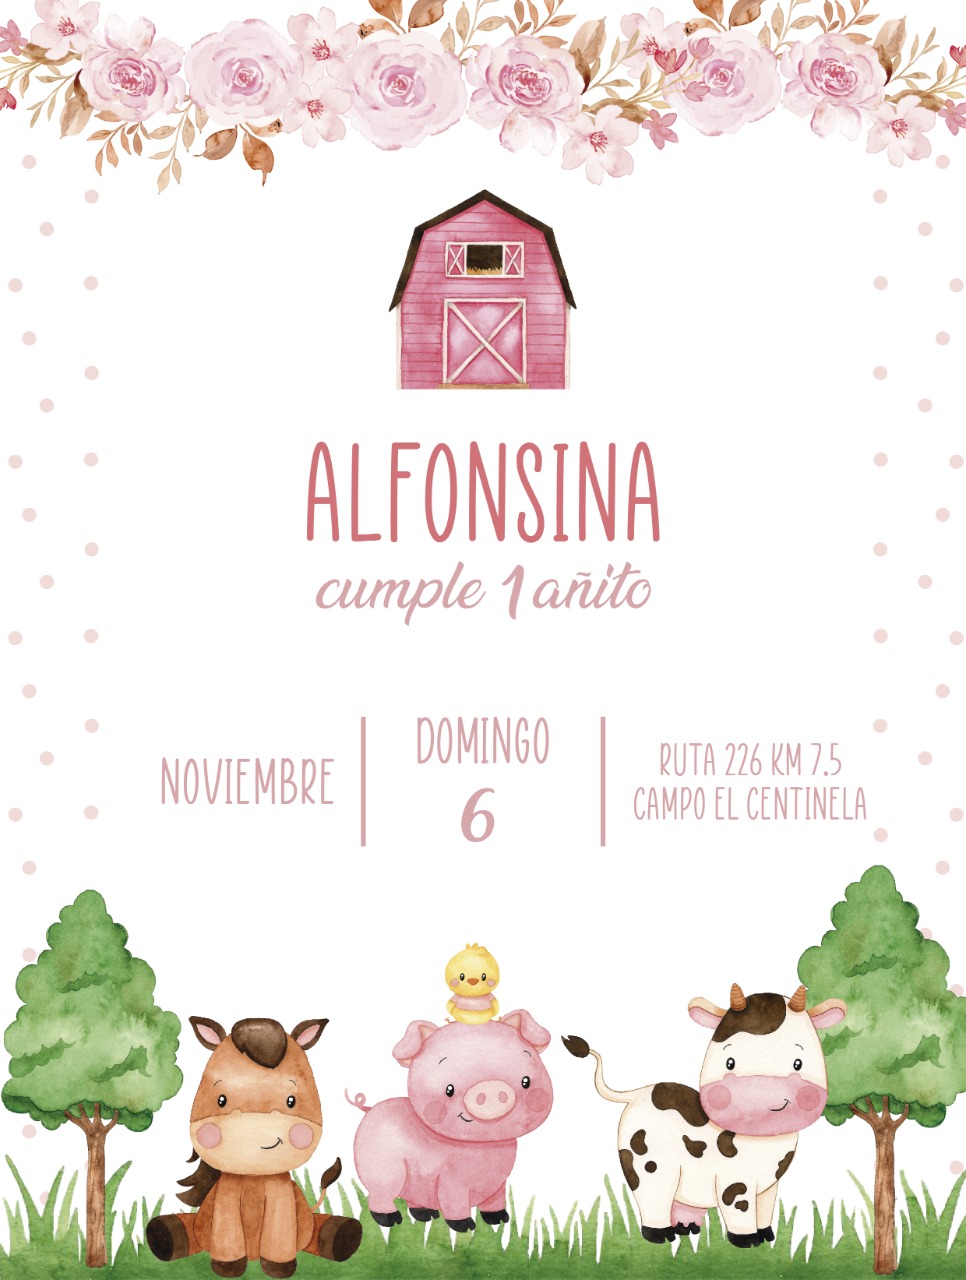 ALFONSINA
cumple 1 añito
NOVIEMBRE
DOMINGO
6
RUTA 226 KM 7.5
CAMPO EL CENTINELA